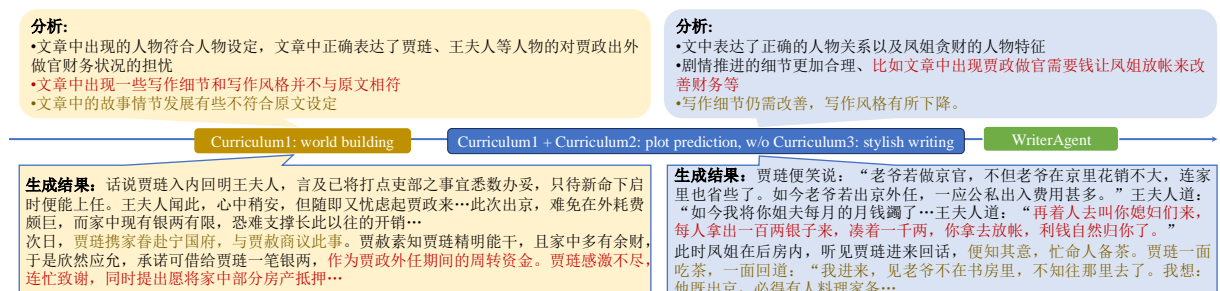 分析:
•文章中出现的人物符合人物设定，文章中正确表达了贾琏、王夫人等人物的对贾政出外
做官财务状况的担忧
•文章中出现一些写作细节和写作风格并不与原文相符
•文章中的故事情节发展有些不符合原文设定
分析:
•文中表达了正确的人物关系以及凤姐贪财的人物特征
•剧情推进的细节更加合理、比如文章中出现贾政做官需要钱让凤姐放帐来改
善财务等
•写作细节仍需改善，写作风格有所下降。
Curriculum1: world building
Curriculum1 + Curriculum2: plot prediction, w/o Curriculum3: stylish writing
WriterAgent
生成结果：话说贾琏入内回明王夫人，言及已将打点吏部之事宜悉数办妥，只待新命下启
时便能上任。王夫人闻此，心中稍安，但随即又忧虑起贾政来…此次出京，难免在外耗费
颇巨，而家中现有银两有限，恐难支撑长此以往的开销…
次日，贾琏携家眷赴宁国府，与贾赦商议此事。贾赦素知贾琏精明能干，且家中多有余财，
于是欣然应允，承诺可借给贾琏一笔银两，作为贾政外任期间的周转资金。贾琏感激不尽，
连忙致谢，同时提出愿将家中部分房产抵押…
生成结果：贾琏便笑说：“老爷若做京官，不但老爷在京里花销不大，连家
里也省些了。如今老爷若出京外任，一应公私出入费用甚多。”王夫人道：
“如今我将你姐夫每月的月钱蠲了…王夫人道：“再着人去叫你媳妇们来，
每人拿出一百两银子来，凑着一千两，你拿去放帐，利钱自然归你了。”
此时凤姐在后房内，听见贾琏进来回话，便知其意，忙命人备茶。贾琏一面
吃茶，一面回道：“我进来，见老爷不在书房里，不知往那里去了。我想：
他既出京，必得有人料理家务…